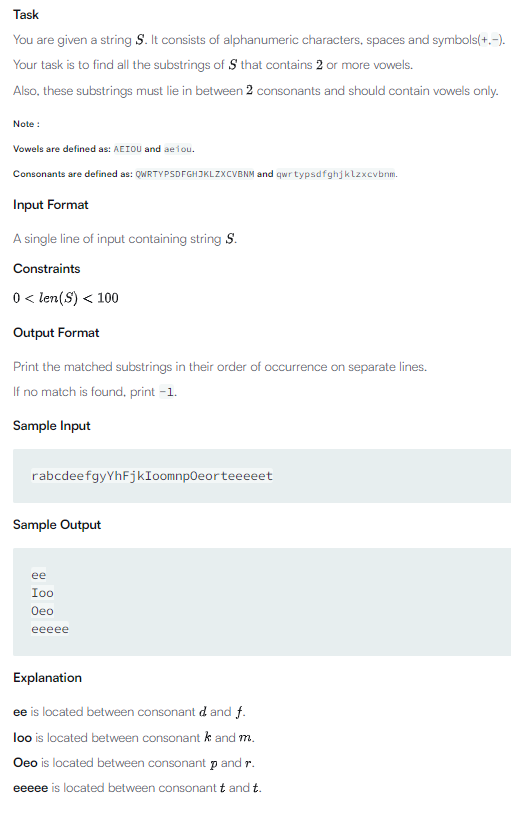 Task
You are given a string S. It consists of alphanumeric characters, spaces and symbols(+,-).
Your task is to find all the substrings of S that contains 2 or more vowels.
Also, these substrings must lie in between 2 consonants and should contain vowels only.
Note :
Vowels are defined as: AEIOU and aeiou.
Consonants are defined as: QWRTYPSDFGHJKLZXCVBNM and qwrtypsdfghjklzxcvbnm.
Input Format
A single line of input containing string S.
Constraints
0 < len(S) < 100
Output Format
Print the matched substrings in their order of occurrence on separate lines.
If no match is found, print -1.
Sample Input
rabcdeefgyYhFjkIoomnpOeorteeeeet
Sample Output
ee
Ioo
Oeo
eeeee
Explanation
ee is located between consonant d and f.
Ioo is located between consonant k and m.
Oeo is located between consonant p and r.
eeeee is located between consonant t and t.